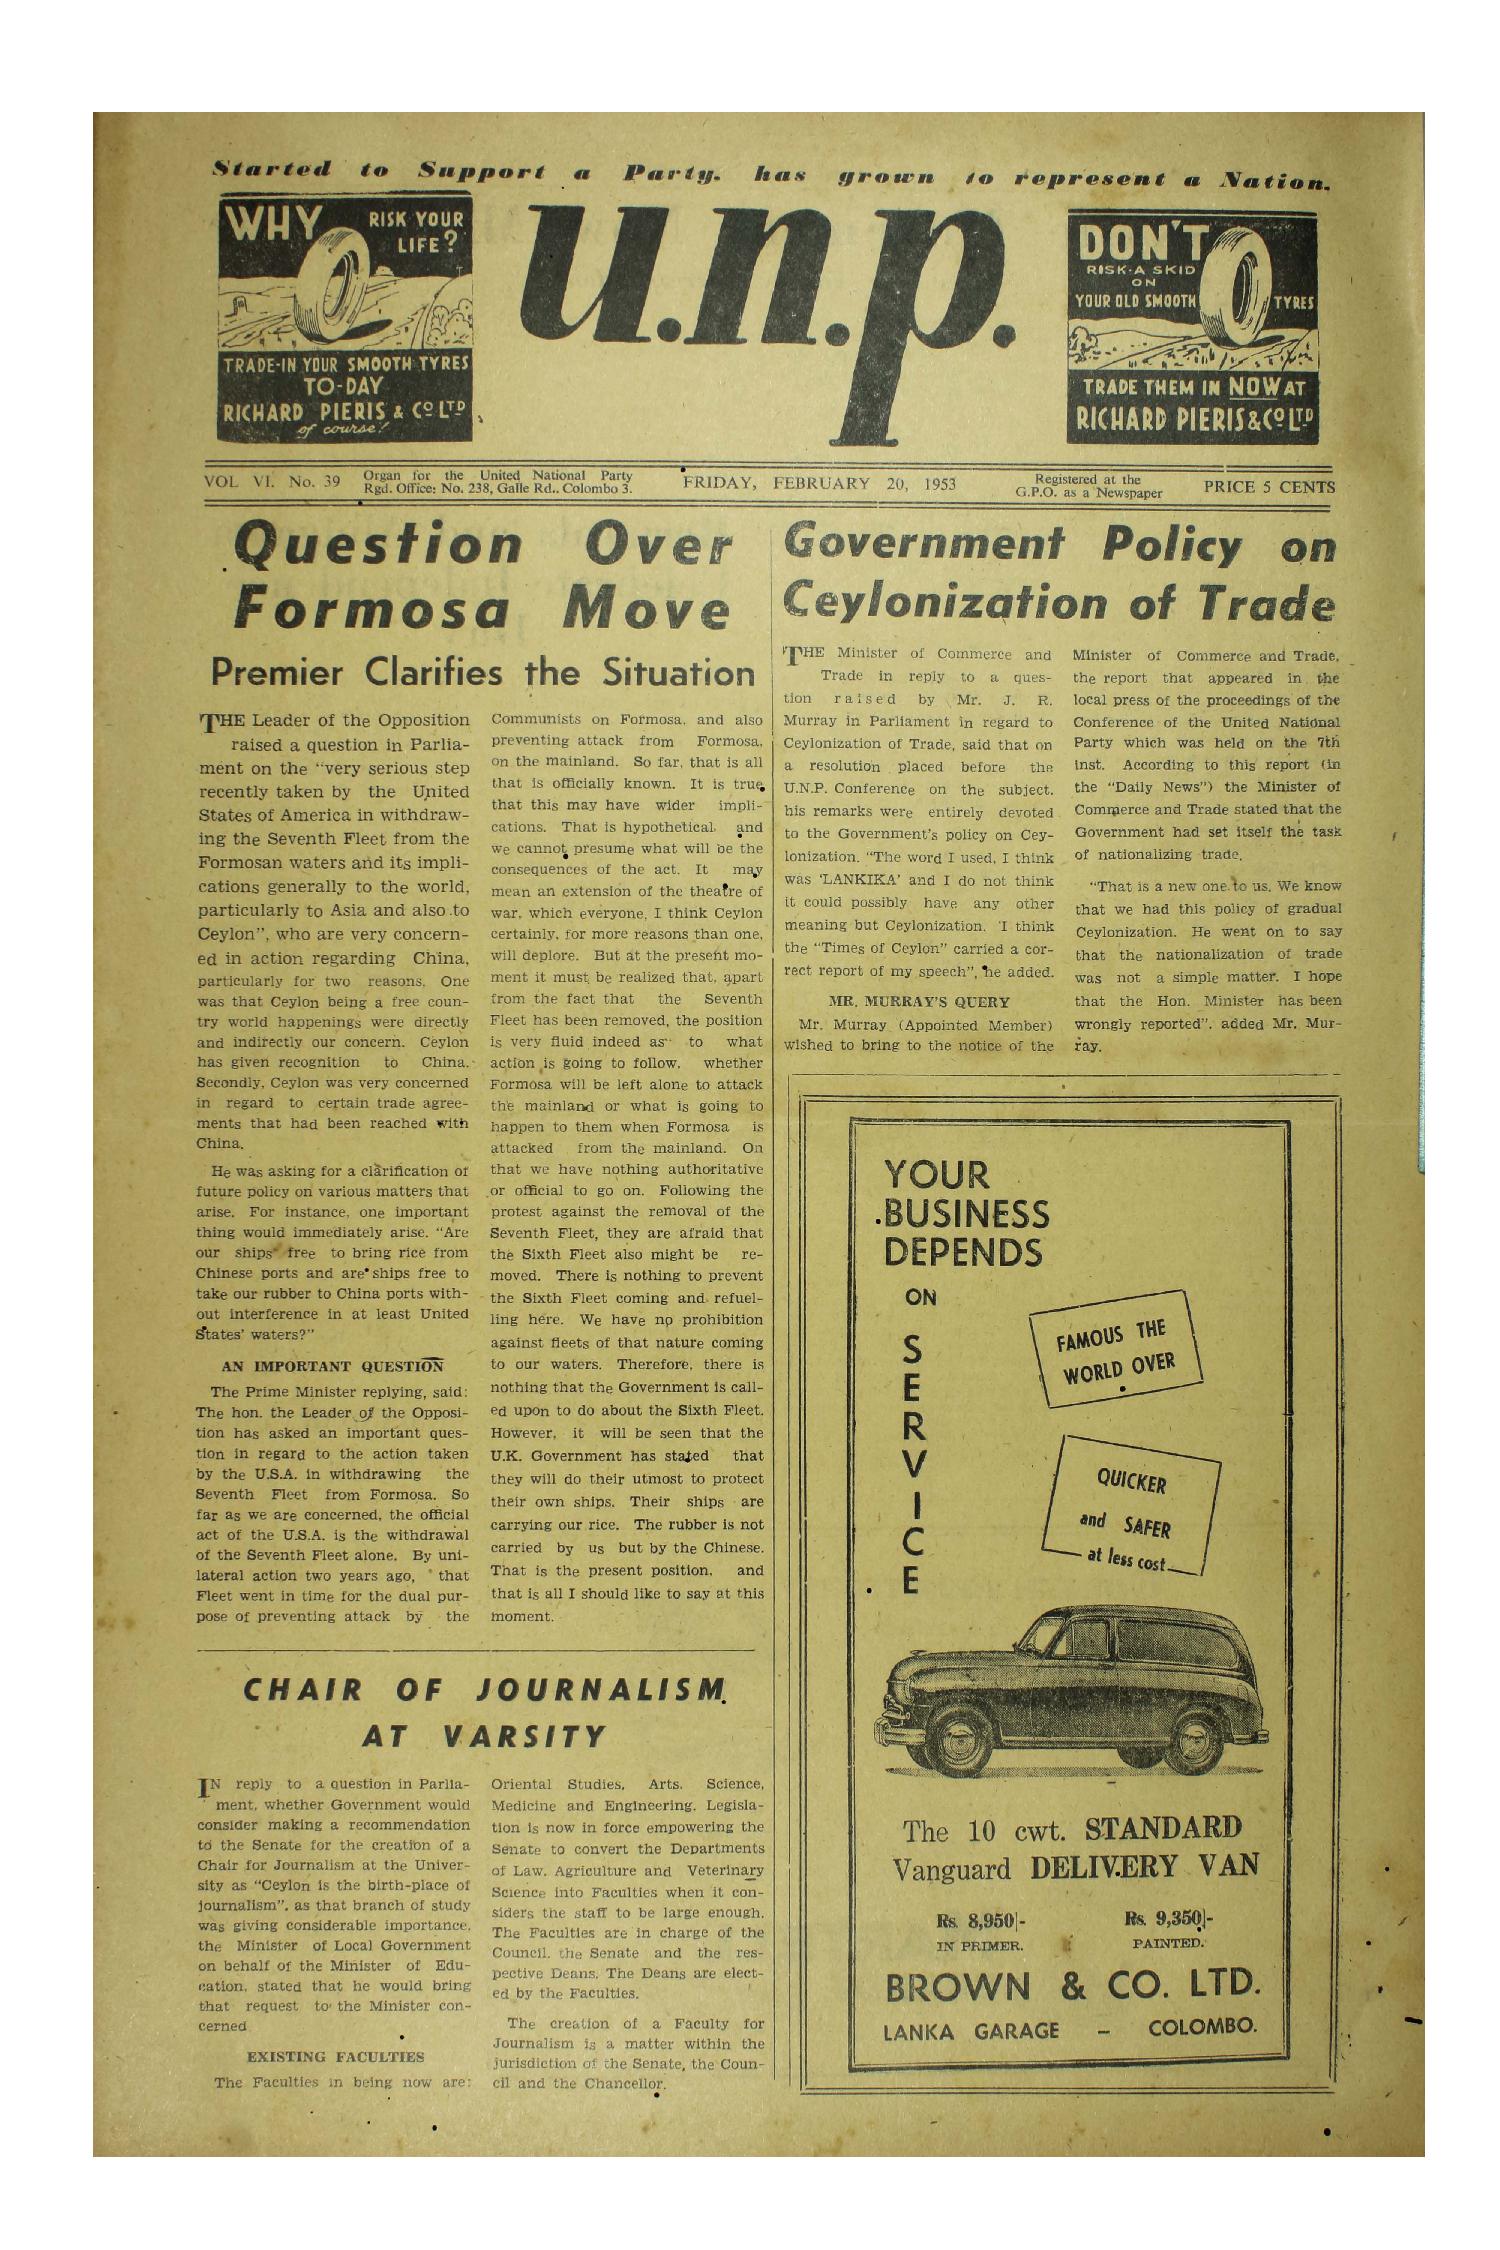 Started to Support a Party, has grown to represent a Nation.
WHY RISK YOUR
LIFE?
TRADE-IN YOUR SMOOTH TYRES
TO-DAY
RICHARD PIERIS & CO LTD
of course!
u.n.p.
DON'T
RISK A SKID
ON
YOUR OLD SMOOTH TYRES
TRADE THEM IN NOW AT
RICHARD PIERIS & CO LTD
VOL VI. No. 39
Organ for the United National Party
Rgd. Office: No. 238, Galle Rd., Colombo 3.
FRIDAY, FEBRUARY 20, 1953
Registered at the
G.P.O. as a Newspaper
PRICE 5 CENTS
Question Over
Formosa Move
Premier Clarifies the Situation
THE Leader of the Opposition
raised a question in Parlia-
ment on the "very serious step
recently taken by the United
States of America in withdraw-
ing the Seventh Fleet from the
Formosan waters and its impli-
cations generally to the world,
particularly to Asia and also to
Ceylon", who are very concern-
ed in action regarding China,
particularly for two reasons. One
was that Ceylon being a free coun-
try world happenings were directly
and indirectly our concern. Ceylon
has given recognition to China.
Secondly, Ceylon was very concerned
in regard to certain trade agree-
ments that had been reached with
China.
He was asking for a clarification of
future policy on various matters that
arise. For instance, one important
thing would immediately arise. "Are
our ships free to bring rice from
Chinese ports and are ships free to
take our rubber to China ports with-
out interference in at least United
States' waters?"
AN IMPORTANT QUESTION
The Prime Minister replying, said:
The hon. the Leader of the Opposi-
tion has asked an important ques-
tion in regard to the action taken
by the U.S.A. in withdrawing the
Seventh Fleet from Formosa. So
far as we are concerned, the official
act of the U.S.A. is the withdrawal
of the Seventh Fleet alone. By uni-
lateral action two years ago, that
Fleet went in time for the dual pur-
pose of preventing attack by the
Communists on Formosa, and also
preventing attack from Formosa,
on the mainland. So far, that is all
that is officially known. It is true
that this may have wider impli-
cations. That is hypothetical and
we cannot presume what will be the
consequences of the act. It may
mean an extension of the theatre of
war, which everyone, I think Ceylon
certainly, for more reasons than one,
will deplore. But at the present mo-
ment it must be realized that, apart
from the fact that the Seventh
Fleet has been removed, the position
is very fluid indeed as to what
action is going to follow, whether
Formosa will be left alone to attack
the mainland or what is going to
happen to them when Formosa is
attacked from the mainland. On
that we have nothing authoritative
or official to go on. Following the
protest against the removal of the
Seventh Fleet, they are afraid that
the Sixth Fleet also might be re-
moved. There is nothing to prevent
the Sixth Fleet coming and refuel-
ling here. We have no prohibition
against fleets of that nature coming
to our waters. Therefore, there is
nothing that the Government is call-
ed upon to do about the Sixth Fleet.
However, it will be seen that the
U.K. Government has stated that
they will do their utmost to protect
their own ships. Their ships are
carrying our rice. The rubber is not
carried by us but by the Chinese.
That is the present position, and
that is all I should like to say at this
moment.
Government Policy on
Ceylonization of Trade
THE Minister of Commerce and
Trade in reply to a ques-
tion raised by Mr. J. R.
Murray in Parliament in regard to
Ceylonization of Trade, said that on
a resolution placed before the
U.N.P. Conference on the subject,
his remarks were entirely devoted
to the Government's policy on Cey-
lonization. "The word I used, I think
was 'LANKIKA' and I do not think
it could possibly have any other
meaning but Ceylonization. I think
the "Times of Ceylon" carried a cor-
rect report of my speech", he added.
MR. MURRAY'S QUERY
Mr. Murray (Appointed Member)
wished to bring to the notice of the
Minister of Commerce and Trade,
the report that appeared in the
local press of the proceedings of the
Conference of the United National
Party which was held on the 7th
inst. According to this report (in
the "Daily News") the Minister of
Commerce and Trade stated that the
Government had set itself the task
of nationalizing trade.
"That is a new one to us. We know
that we had this policy of gradual
Ceylonization. He went on to say
that the nationalization of trade
was not a simple matter. I hope
that the Hon. Minister has been
wrongly reported". added Mr. Mur-
ray.
CHAIR OF JOURNALISM
AT VARSITY
IN reply to a question in Parlia-
ment, whether Government would
consider making a recommendation
to the Senate for the creation of a
Chair for Journalism at the Univer-
sity as "Ceylon is the birth-place of
journalism", as that branch of study
was giving considerable importance,
the Minister of Local Government
on behalf of the Minister of Edu-
cation, stated that he would bring
that request to the Minister con-
cerned
EXISTING FACULTIES
The Faculties in being now are:
Oriental Studies, Arts, Science,
Medicine and Engineering. Legisla-
tion is now in force empowering the
Senate to convert the Departments
of Law, Agriculture and Veterinary
Science into Faculties when it con-
siders the staff to be large enough.
The Faculties are in charge of the
Council, the Senate and the res-
pective Deans. The Deans are elect-
ed by the Faculties.
The creation of a Faculty for
Journalism is a matter within the
jurisdiction of the Senate, the Coun-
cil and the Chancellor.
YOUR
BUSINESS
DEPENDS
ON
SERVICE
FAMOUS THE
WORLD OVER
QUICKER
and SAFER
at less cost
The 10 cwt. STANDARD
Vanguard DELIVERY VAN
Rs. 8,950|-
IN PRIMER.
Rs. 9,350|-
PAINTED.
BROWN & CO. LTD.
LANKA GARAGE – COLOMBO.